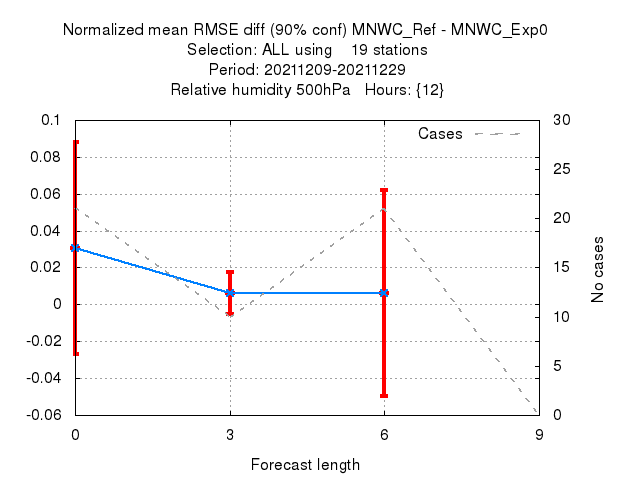 Normalized mean RMSE diff (90% conf) MNWC_Ref - MNWC_Exp0
Selection: ALL using 19 stations
Period: 20211209-20211229
Relative humidity 500hPa Hours: {12}
Cases
0.1
0.08
0.06
0.04
0.02
0
-0.02
-0.04
-0.06
30
25
20
15
10
5
0
No cases
0 3 6 9
Forecast length